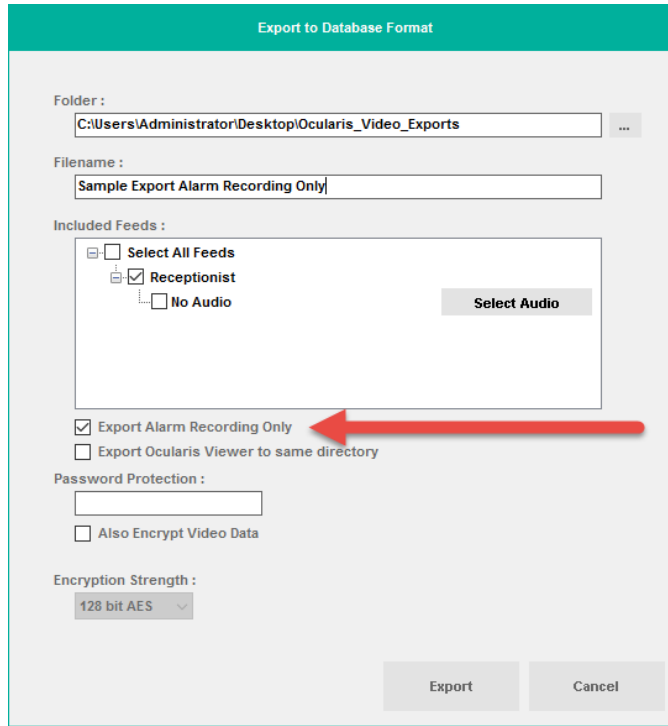 Export to Database Format
Folder :
C:\Users\Administrator\Desktop\Ocularis_Video_Exports
...
Filename :
Sample Export Alarm Recording Only
Included Feeds :
Select All Feeds
Receptionist
No Audio
Select Audio
Export Alarm Recording Only
Export Ocularis Viewer to same directory
Password Protection :
Also Encrypt Video Data
Encryption Strength :
128 bit AES
Export
Cancel